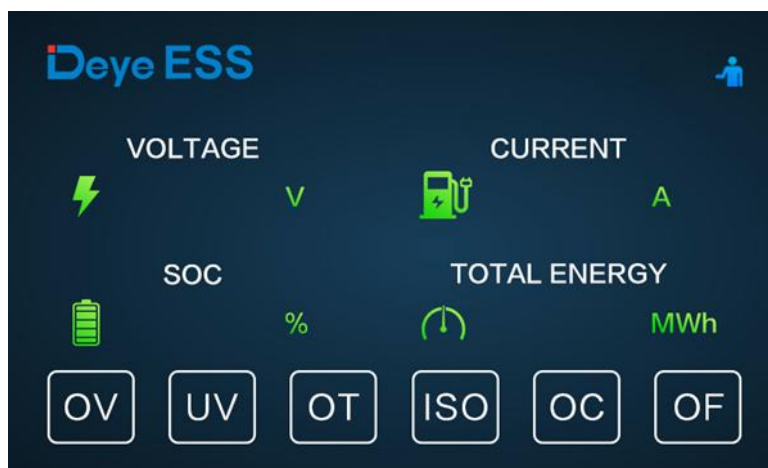 Deye ESS
VOLTAGE CURRENT
V A
SOC TOTAL ENERGY
% MWh
OV UV OT ISO OC OF